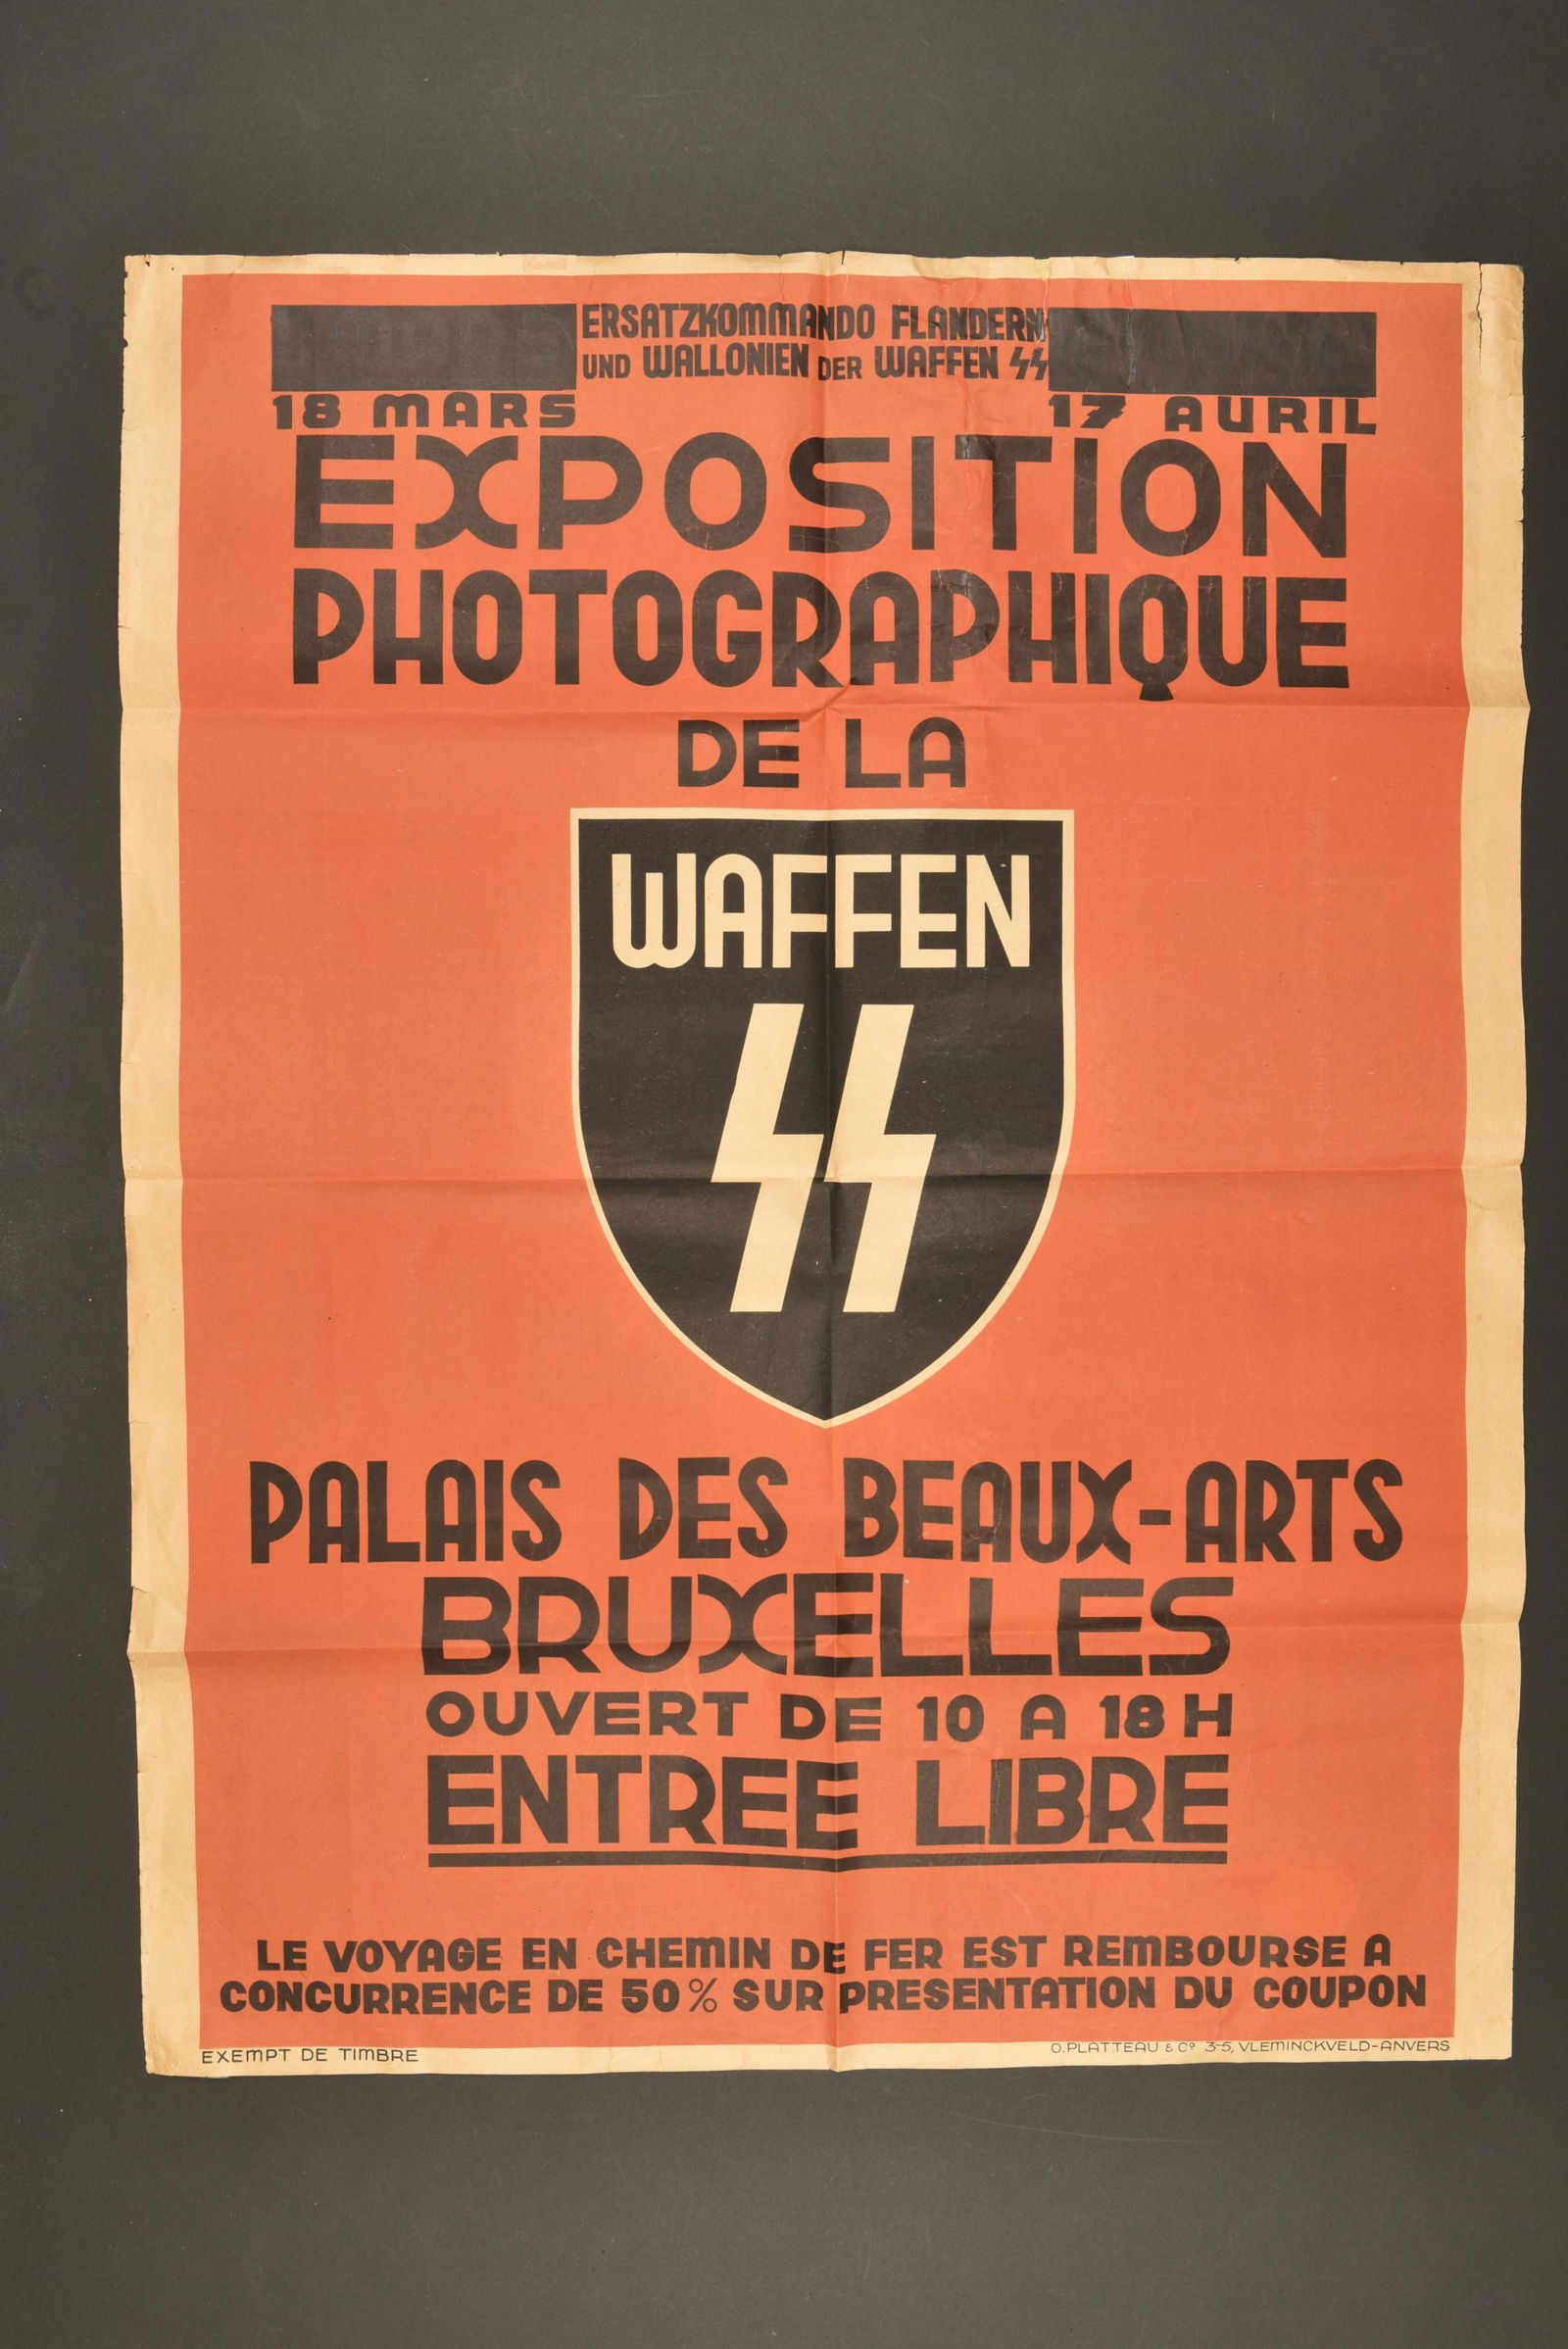 ERSATZKOMMANDO FLANDERN
UND WALLONIEN DER WAFFEN SS
18 MARS 17 AVRIL
EXPOSITION
PHOTOGRAPHIQUE
DE LA
WAFFEN
SS
PALAIS DES BEAUX-ARTS
BRUXELLES
OUVERT DE 10 A 18 H
ENTREE LIBRE
LE VOYAGE EN CHEMIN DE FER EST REMBOURSE A
CONCURRENCE DE 50% SUR PRESENTATION DU COUPON
EXEMPT DE TIMBRE
O. PLATTEAU & Co 3-5, VLEMINCKVELD-ANVERS